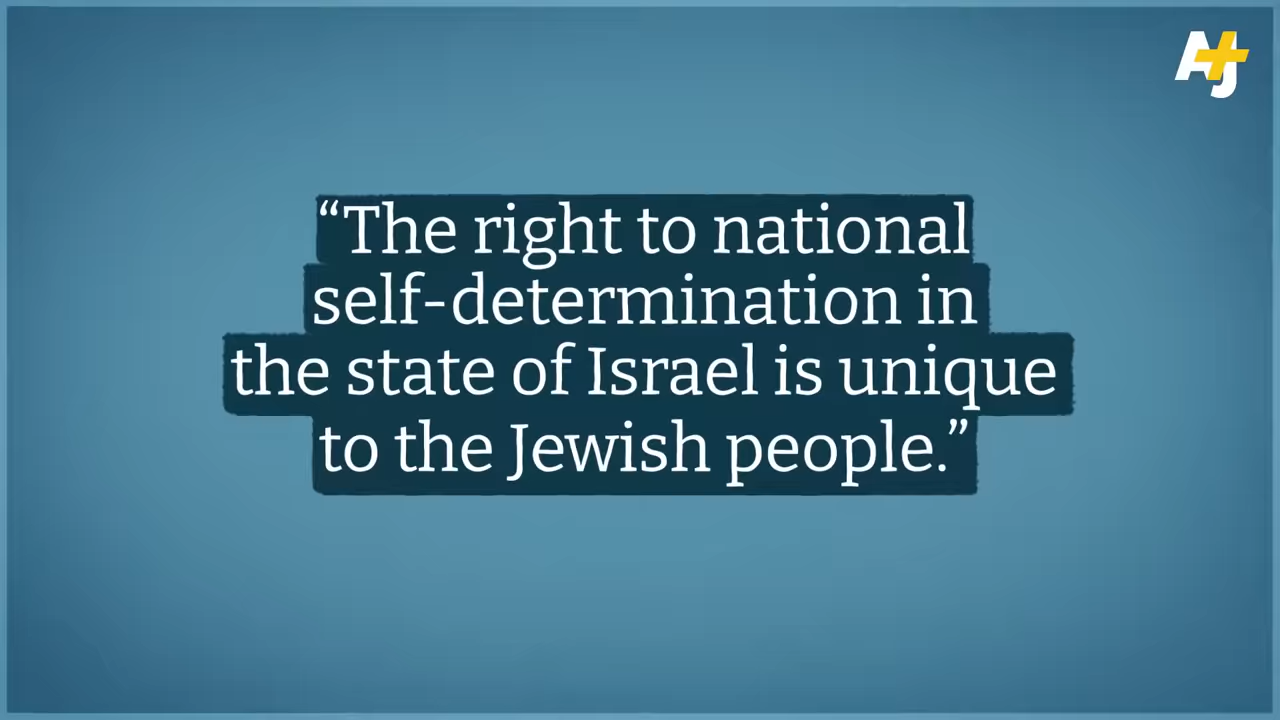 “The right to national
self-determination in
the state of Israel is unique
to the Jewish people.”
AJ+